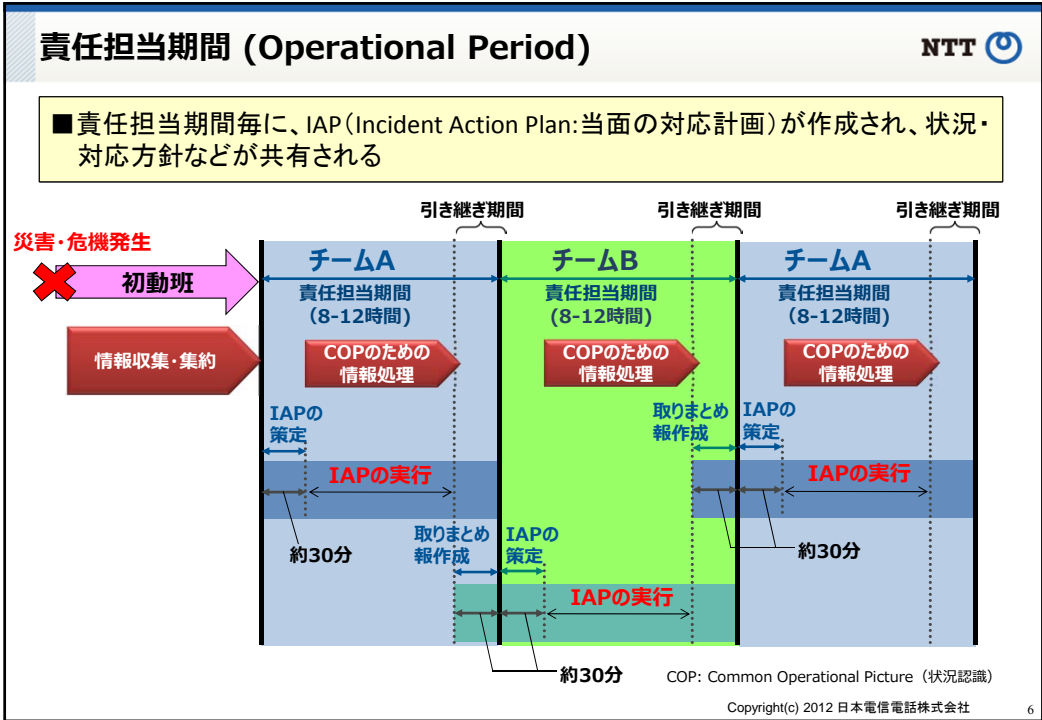 責任担当期間 (Operational Period)
NTT
■責任担当期間毎に、IAP(Incident Action Plan:当面の対応計画)が作成され、状況・
対応方針などが共有される
引き継ぎ期間
引き継ぎ期間
引き継ぎ期間
災害・危機発生
初動班
チームA
チームB
チームA
責任担当期間
(8-12時間)
責任担当期間
(8-12時間)
責任担当期間
(8-12時間)
情報収集・集約
COPのための
情報処理
COPのための
情報処理
COPのための
情報処理
IAPの
策定
取りまとめ
報作成
IAPの
策定
IAPの実行
IAPの実行
約30分
取りまとめ
報作成
IAPの
策定
約30分
IAPの実行
約30分
COP: Common Operational Picture（状況認識）
Copyright(c) 2012 日本電信電話株式会社
6